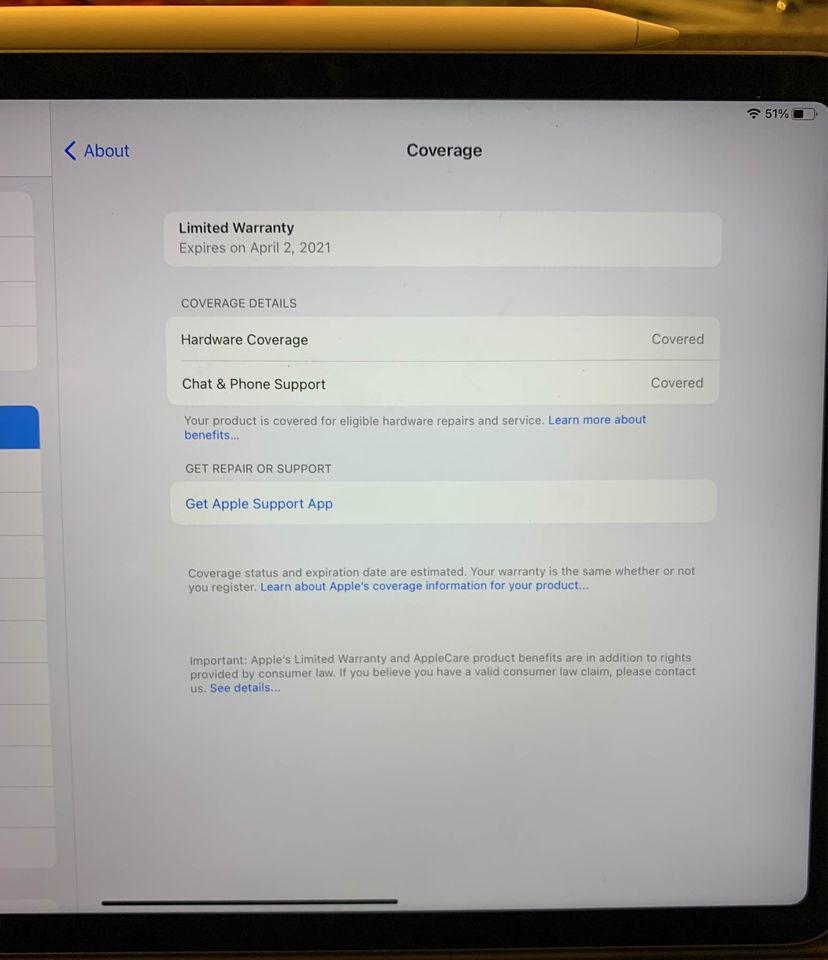 51%
About
Coverage
Limited Warranty
Expires on April 2, 2021
COVERAGE DETAILS
Hardware Coverage Covered
Chat & Phone Support Covered
Your product is covered for eligible hardware repairs and service. Learn more about
benefits...
GET REPAIR OR SUPPORT
Get Apple Support App
Coverage status and expiration date are estimated. Your warranty is the same whether or not
you register. Learn about Apple's coverage information for your product...
Important: Apple's Limited Warranty and AppleCare product benefits are in addition to rights
provided by consumer law. If you believe you have a valid consumer law claim, please contact
us. See details...